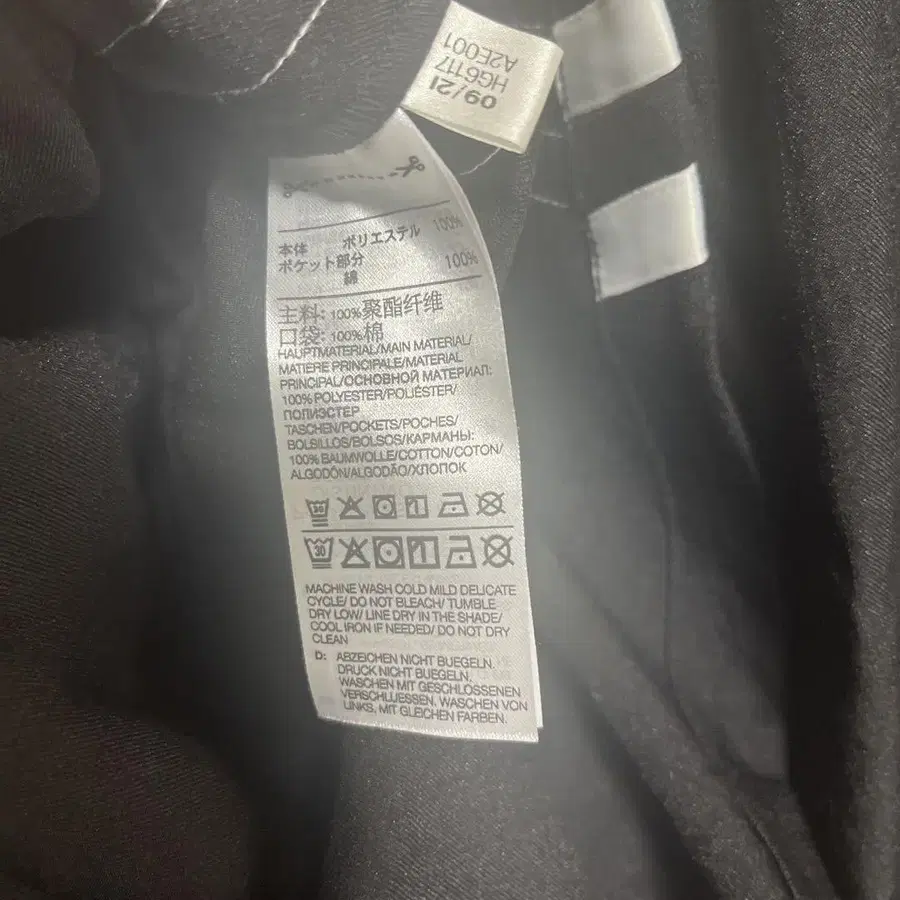 09/21
HG6117
A2E001
本体 ポリエステル 100%
ポケット部分
綿 100%
主料: 100%聚酯纤维
口袋: 100%棉
HAUPTMATERIAL/MAIN MATERIAL/
MATIERE PRINCIPALE/MATERIAL
PRINCIPAL/ОСНОВНОЙ МАТЕРИАЛ:
100% POLYESTER/POLIÉSTER/
ПОЛИЭСТЕР
TASCHEN/POCKETS/POCHES/
BOLSILLOS/BOLSOS/КАРМАНЫ:
100% BAUMWOLLE/COTTON/COTON/
ALGODÓN/ALGODÃO/ХЛОПОК
30
30
MACHINE WASH COLD MILD DELICATE
CYCLE/ DO NOT BLEACH/ TUMBLE
DRY LOW/ LINE DRY IN THE SHADE/
COOL IRON IF NEEDED/ DO NOT DRY
CLEAN
D: ABZEICHEN NICHT BUEGELN.
DRUCK NICHT BUEGELN.
WASCHEN MIT GESCHLOSSENEN
VERSCHLUESSEN. WASCHEN VON
LINKS, MIT GLEICHEN FARBEN.